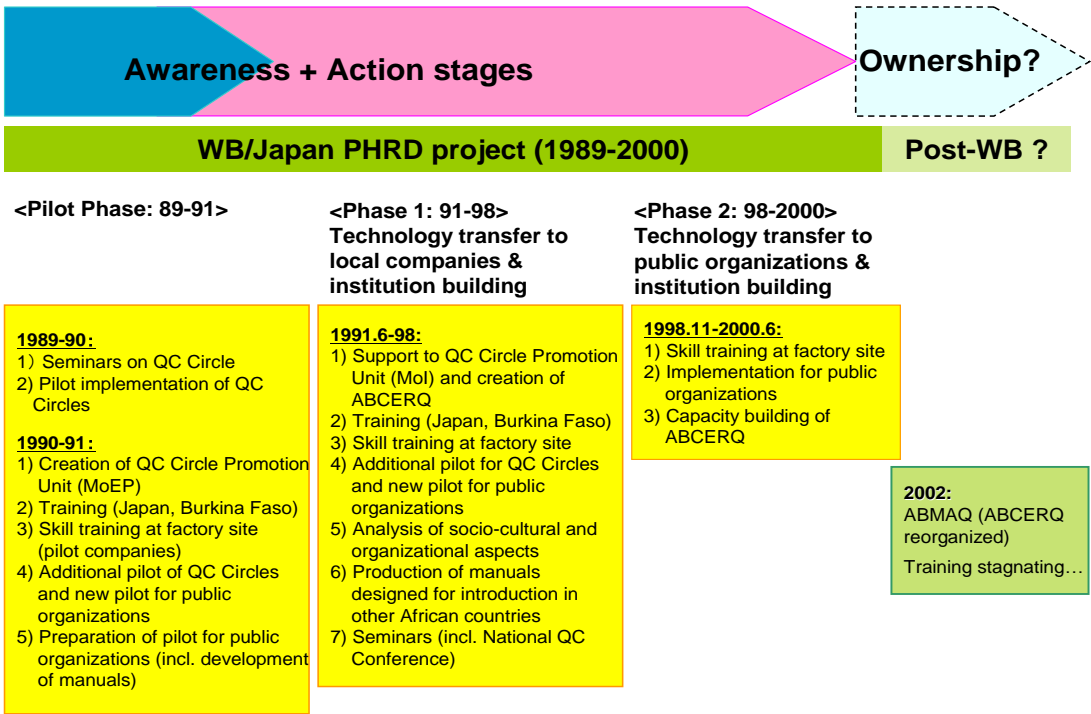 Awareness + Action stages
Ownership?
WB/Japan PHRD project (1989-2000)
Post-WB ?
<Pilot Phase: 89-91>
<Phase 1: 91-98>
Technology transfer to
local companies &
institution building
<Phase 2: 98-2000>
Technology transfer to
public organizations &
institution building
1989-90:
1) Seminars on QC Circle
2) Pilot implementation of QC
Circles
1990-91:
1) Creation of QC Circle Promotion
Unit (MoEP)
2) Training (Japan, Burkina Faso)
3) Skill training at factory site
(pilot companies)
4) Additional pilot of QC Circles
and new pilot for public
organizations
5) Preparation of pilot for public
organizations (incl. development
of manuals)
1991.6-98:
1) Support to QC Circle Promotion
Unit (MoI) and creation of
ABCERQ
2) Training (Japan, Burkina Faso)
3) Skill training at factory site
4) Additional pilot for QC Circles
and new pilot for public
organizations
5) Analysis of socio-cultural and
organizational aspects
6) Production of manuals
designed for introduction in
other African countries
7) Seminars (incl. National QC
Conference)
1998.11-2000.6:
1) Skill training at factory site
2) Implementation for public
organizations
3) Capacity building of
ABCERQ
2002:
ABMAQ (ABCERQ
reorganized)
Training stagnating…